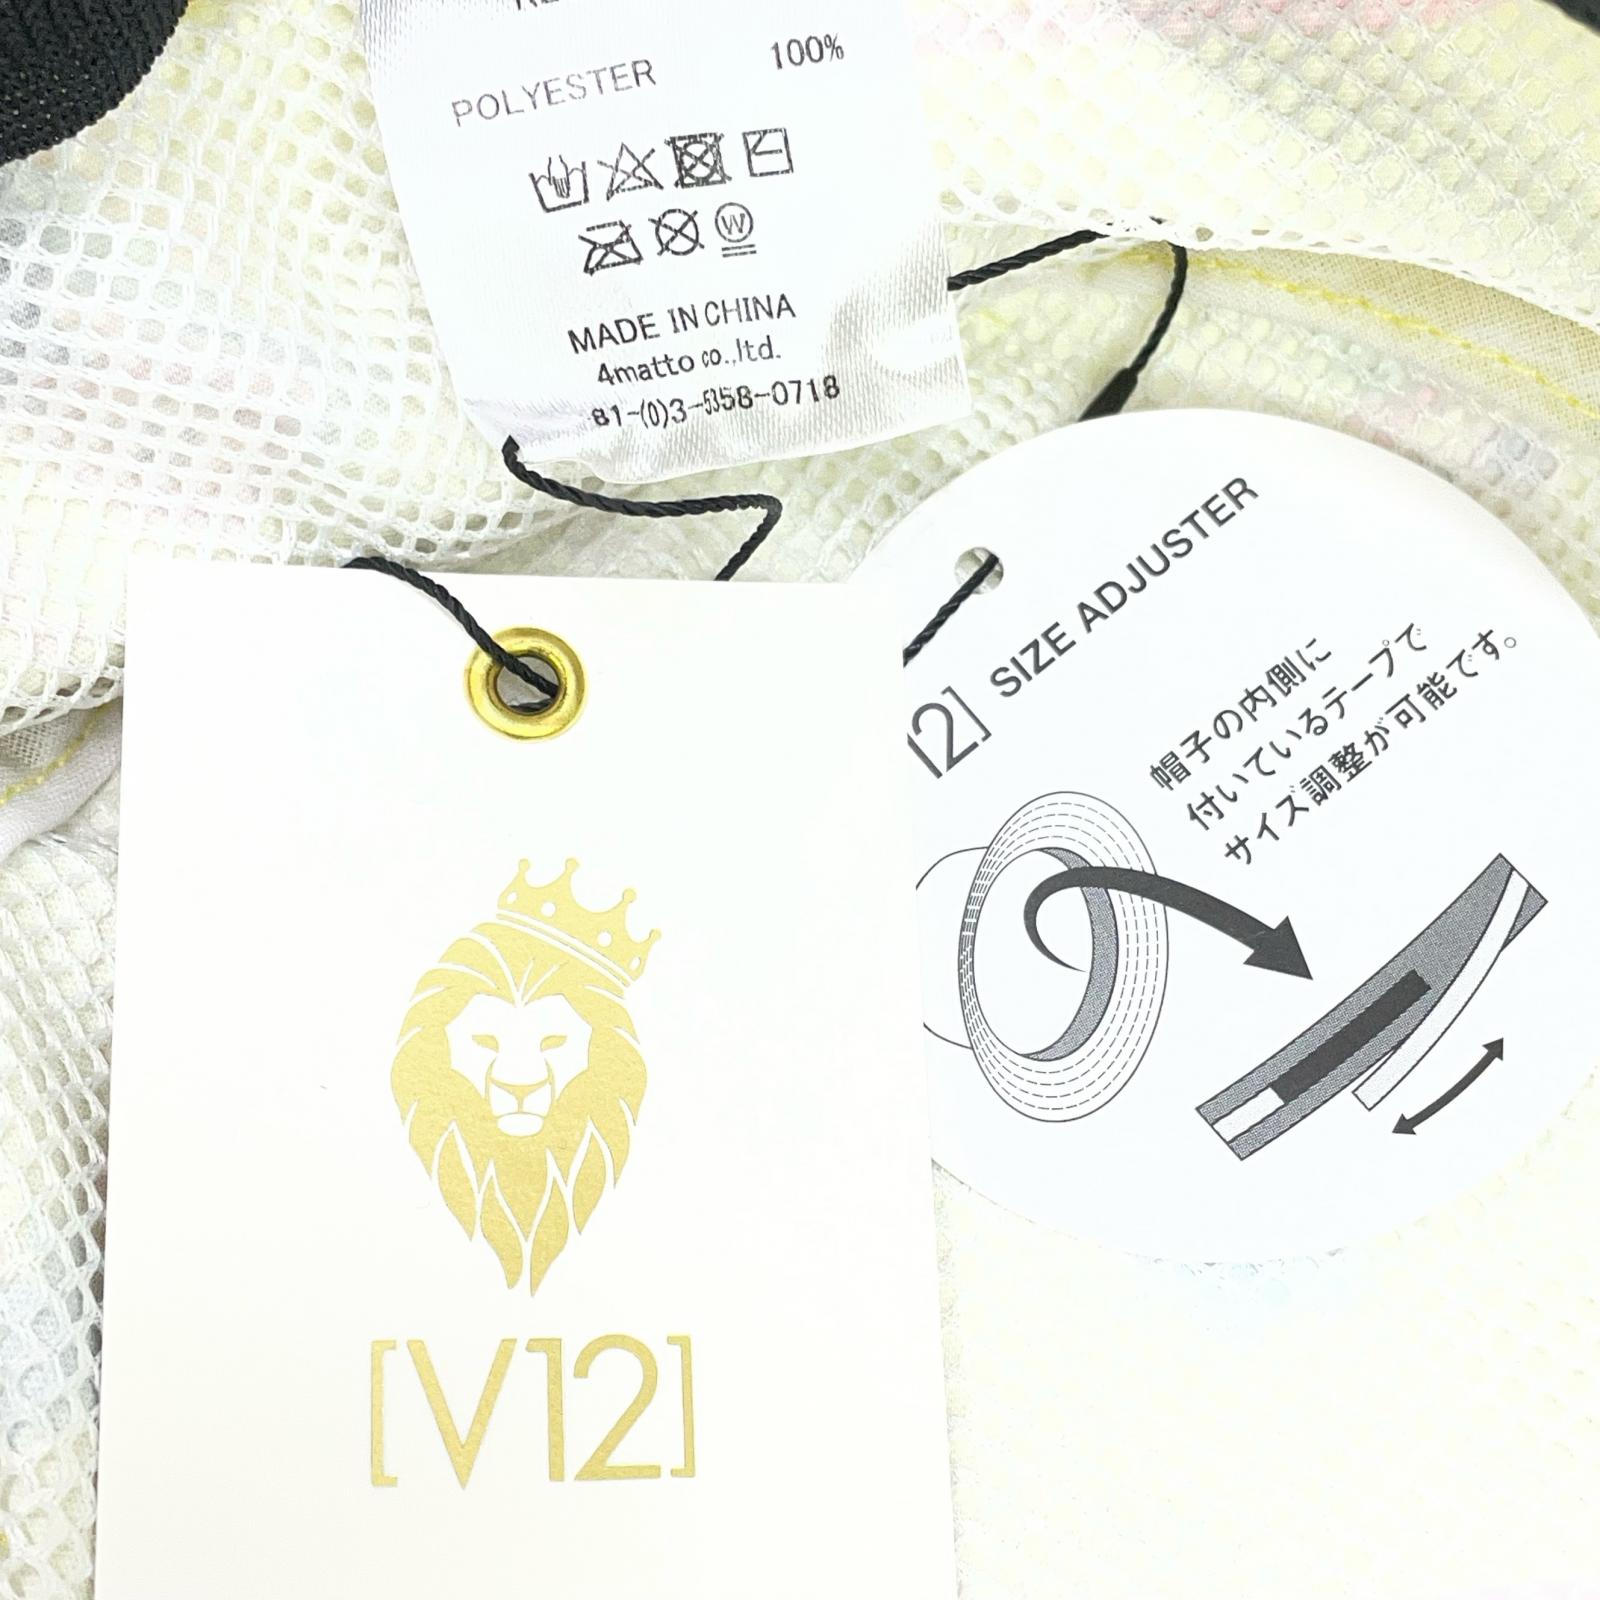 POLYESTER 100%
W
MADE IN CHINA
4matto co.,ltd.
81-(0)3-5358-0718
12] SIZE ADJUSTER
帽子の内側に
付いているテープで
サイズ調整が可能です。
[V12]